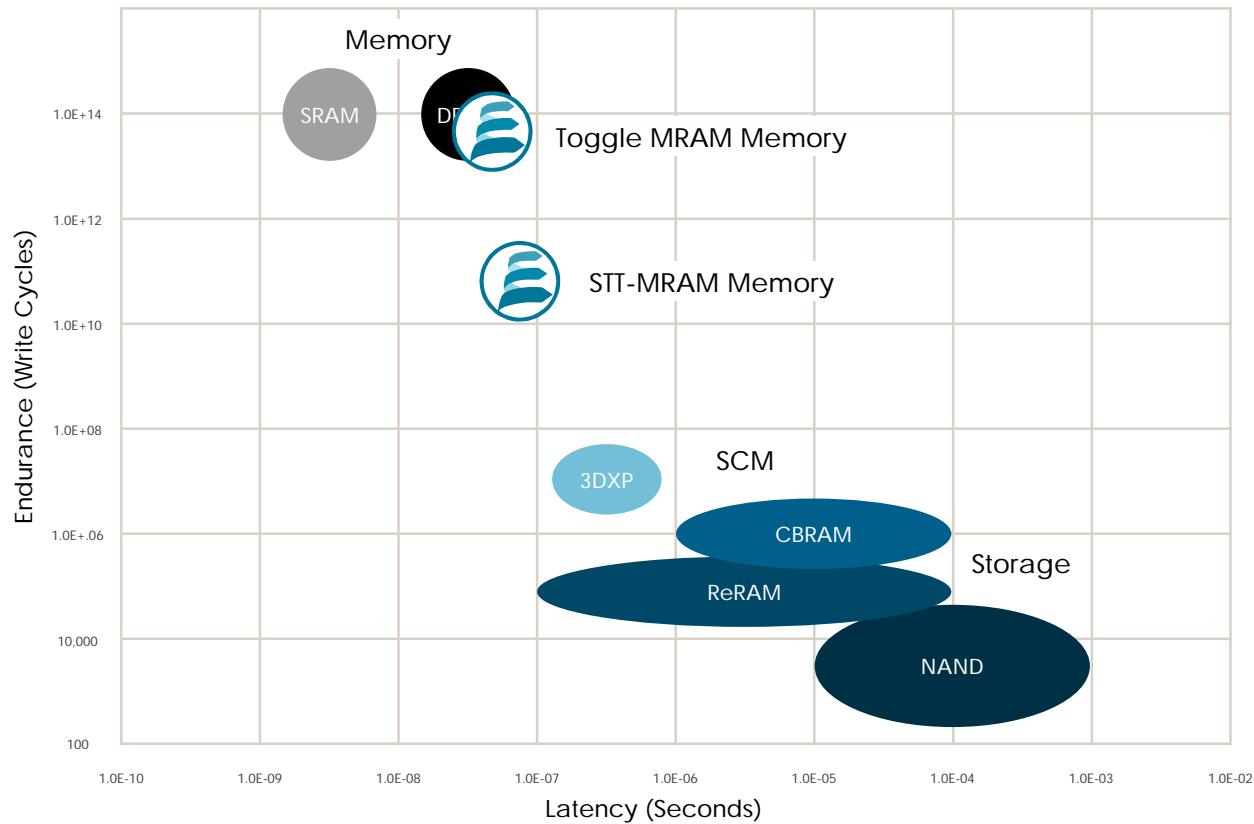 Memory
SRAM
1.0E+14
Toggle MRAM Memory
1.0E+12
STT-MRAM Memory
1.0E+10
Endurance (Write Cycles)
1.0E+08
SCM
3DXP
1.0E+.06
CBRAM
Storage
ReRAM
10,000
NAND
100
1.0E-10
1.0E-09
1.0E-08
1.0E-07
1.0E-06
1.0E-05
1.0E-04
1.0E-03
1.0E-02
Latency (Seconds)